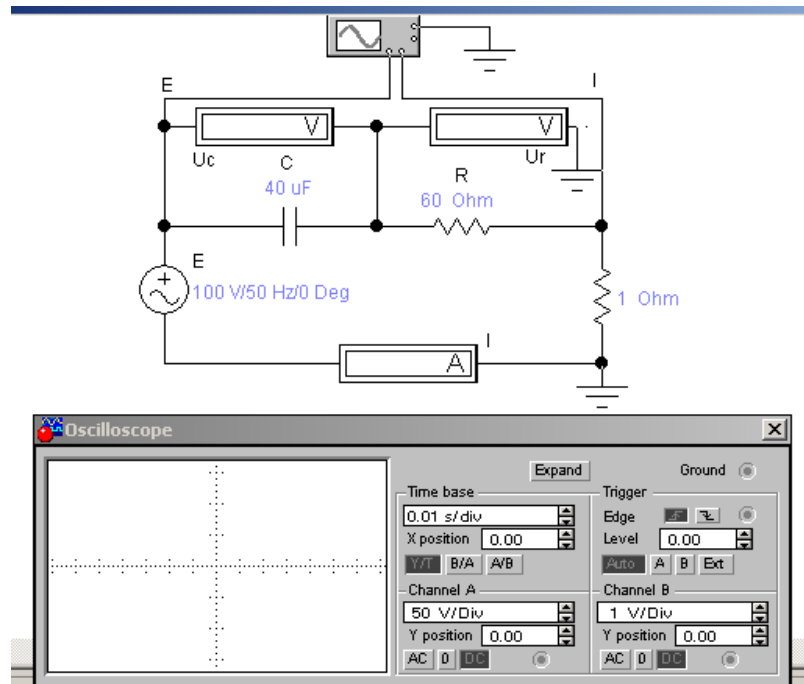 E
I
V
V
Uc
Ur
C
40 uF
R
60 Ohm
E
100 V/50 Hz/0 Deg
1 Ohm
I
A
Oscilloscope
Expand
Ground
Time base
0.01 s/div
X position 0.00
Y/T B/A A/B
Trigger
Edge
Level 0.00
Auto A B Ext
Channel A
50 V/Div
Y position 0.00
AC 0 DC
Channel B
1 V/Div
Y position 0.00
AC 0 DC